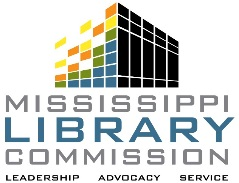 MISSISSIPPI
LIBRARY
COMMISSION
LEADERSHIP ADVOCACY SERVICE